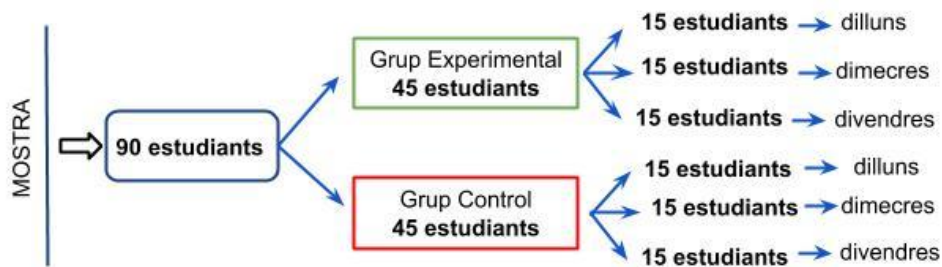 MOSTRA
90 estudiants
Grup Experimental
45 estudiants
15 estudiants
dilluns
15 estudiants
dimecres
15 estudiants
divendres
Grup Control
45 estudiants
15 estudiants
dilluns
15 estudiants
dimecres
15 estudiants
divendres